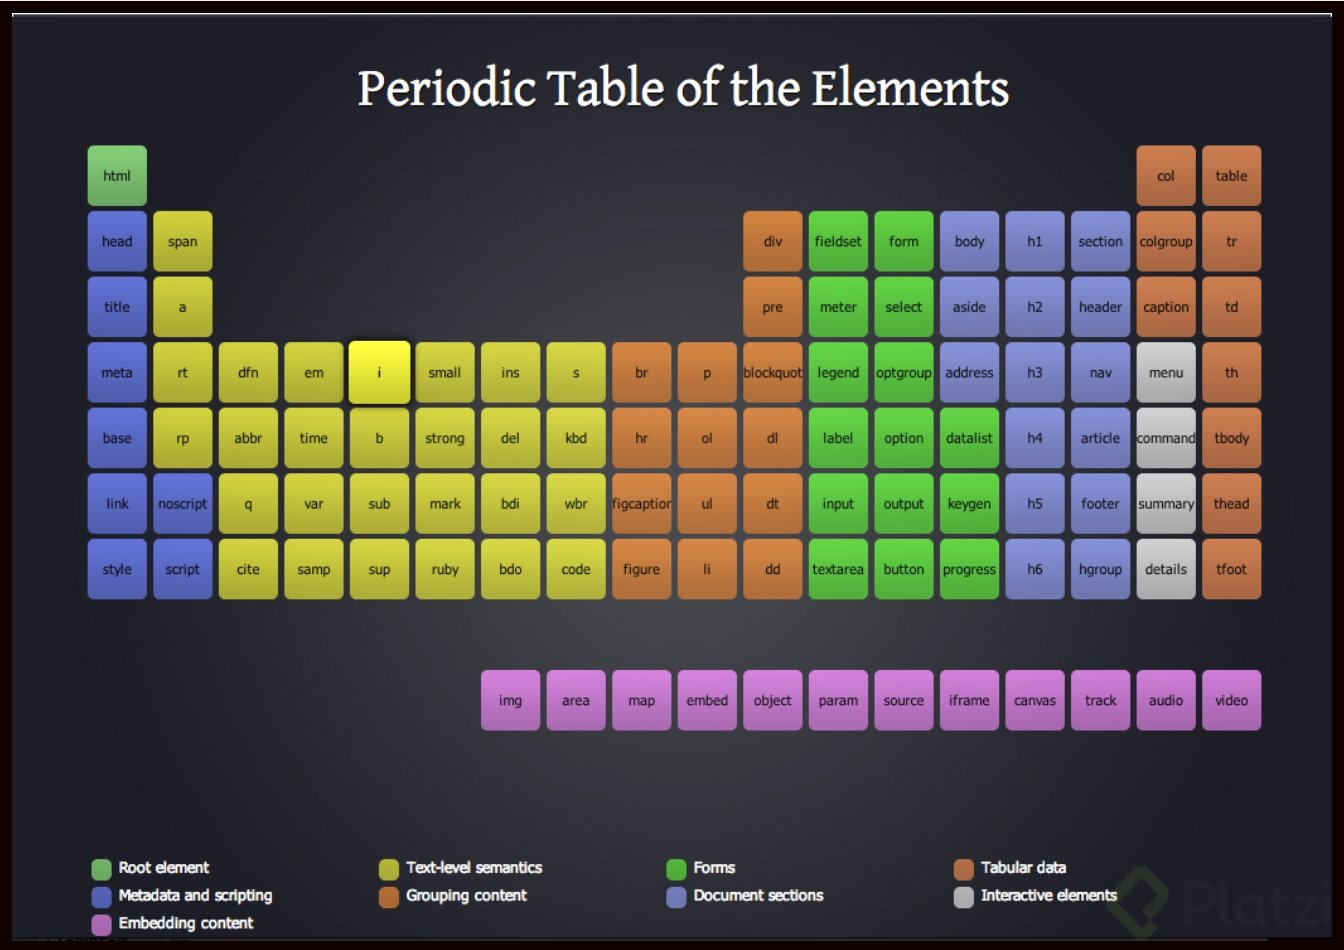 Periodic Table of the Elements
html col table
head span div fieldset form body h1 section colgroup tr
title a pre meter select aside h2 header caption td
meta rt dfn em i small ins s br p blockquot legend optgroup address h3 nav menu th
base rp abbr time b strong del kbd hr ol dl label option datalist h4 article command tbody
link noscript q var sub mark bdi wbr figcaption ul dt input output keygen h5 footer summary thead
style script cite samp sup ruby bdo code figure li dd textarea button progress h6 hgroup details tfoot
img area map embed object param source iframe canvas track audio video
Root element Text-level semantics Forms Tabular data
Metadata and scripting Grouping content Document sections Interactive elements
Embedding content
Platzi